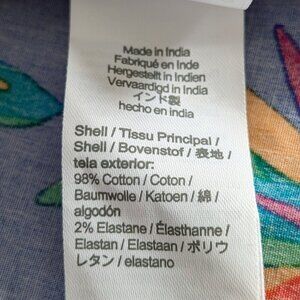 Made in India
Fabriqué en Inde
Hergestellt in Indien
Vervaardigd in India
インド製
hecho en india
Shell / Tissu Principal /
Shell / Bovenstof / 表地 /
tela exterior:
98% Cotton / Coton /
Baumwolle / Katoen / 綿 /
algodón
2% Elastane / Élasthanne /
Elastan / Elastaan / ポリウ
レタン / elastano